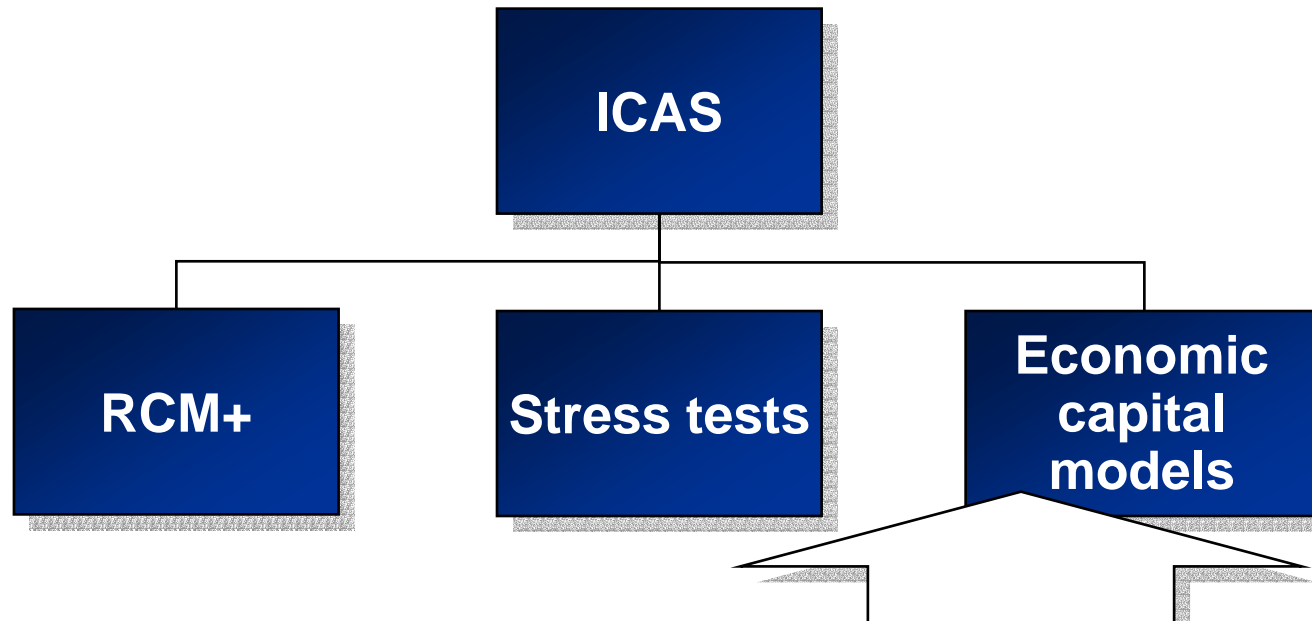 ICAS
RCM+
Stress tests
Economic
capital
models